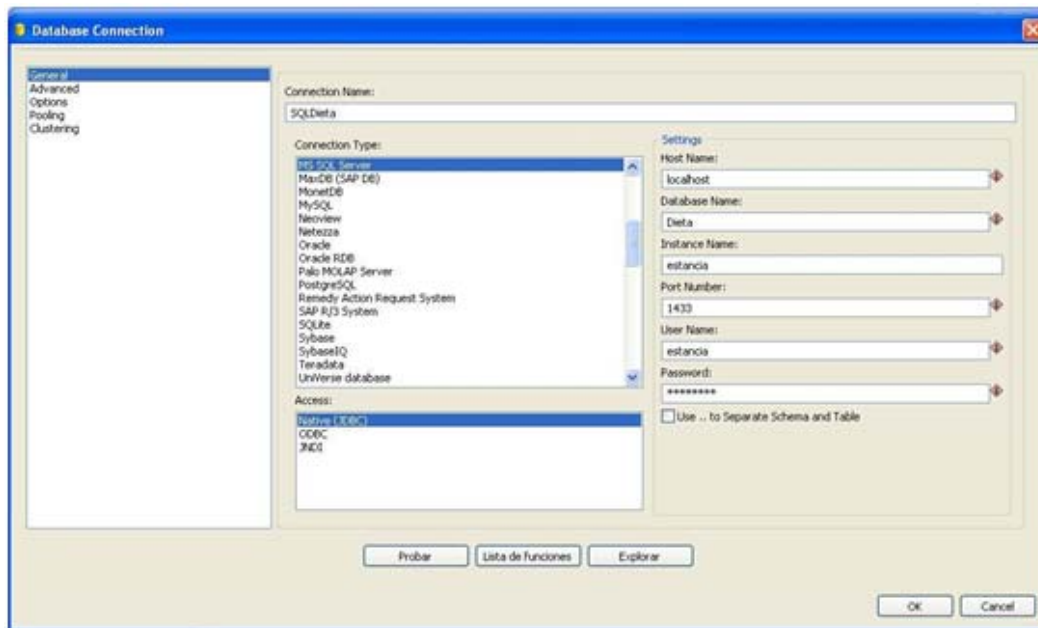 Database Connection
General
Advanced
Options
Pooling
Clustering
Connection Name:
SQLDieta
Connection Type:
MS SQL Server
MaxDB (SAP DB)
MonetDB
MySQL
Neoview
Netezza
Oracle
Oracle RDB
Palo MOLAP Server
PostgreSQL
Remedy Action Request System
SAP R/3 System
SQLite
Sybase
SybaseIQ
Teradata
UniVerse database
Access:
Native (JDBC)
ODBC
JNDI
Settings
Host Name:
localhost
Database Name:
Dieta
Instance Name:
estancia
Port Number:
1433
User Name:
estancia
Password:
********
Use .. to Separate Schema and Table
Probar
Lista de funciones
Explorar
OK
Cancel